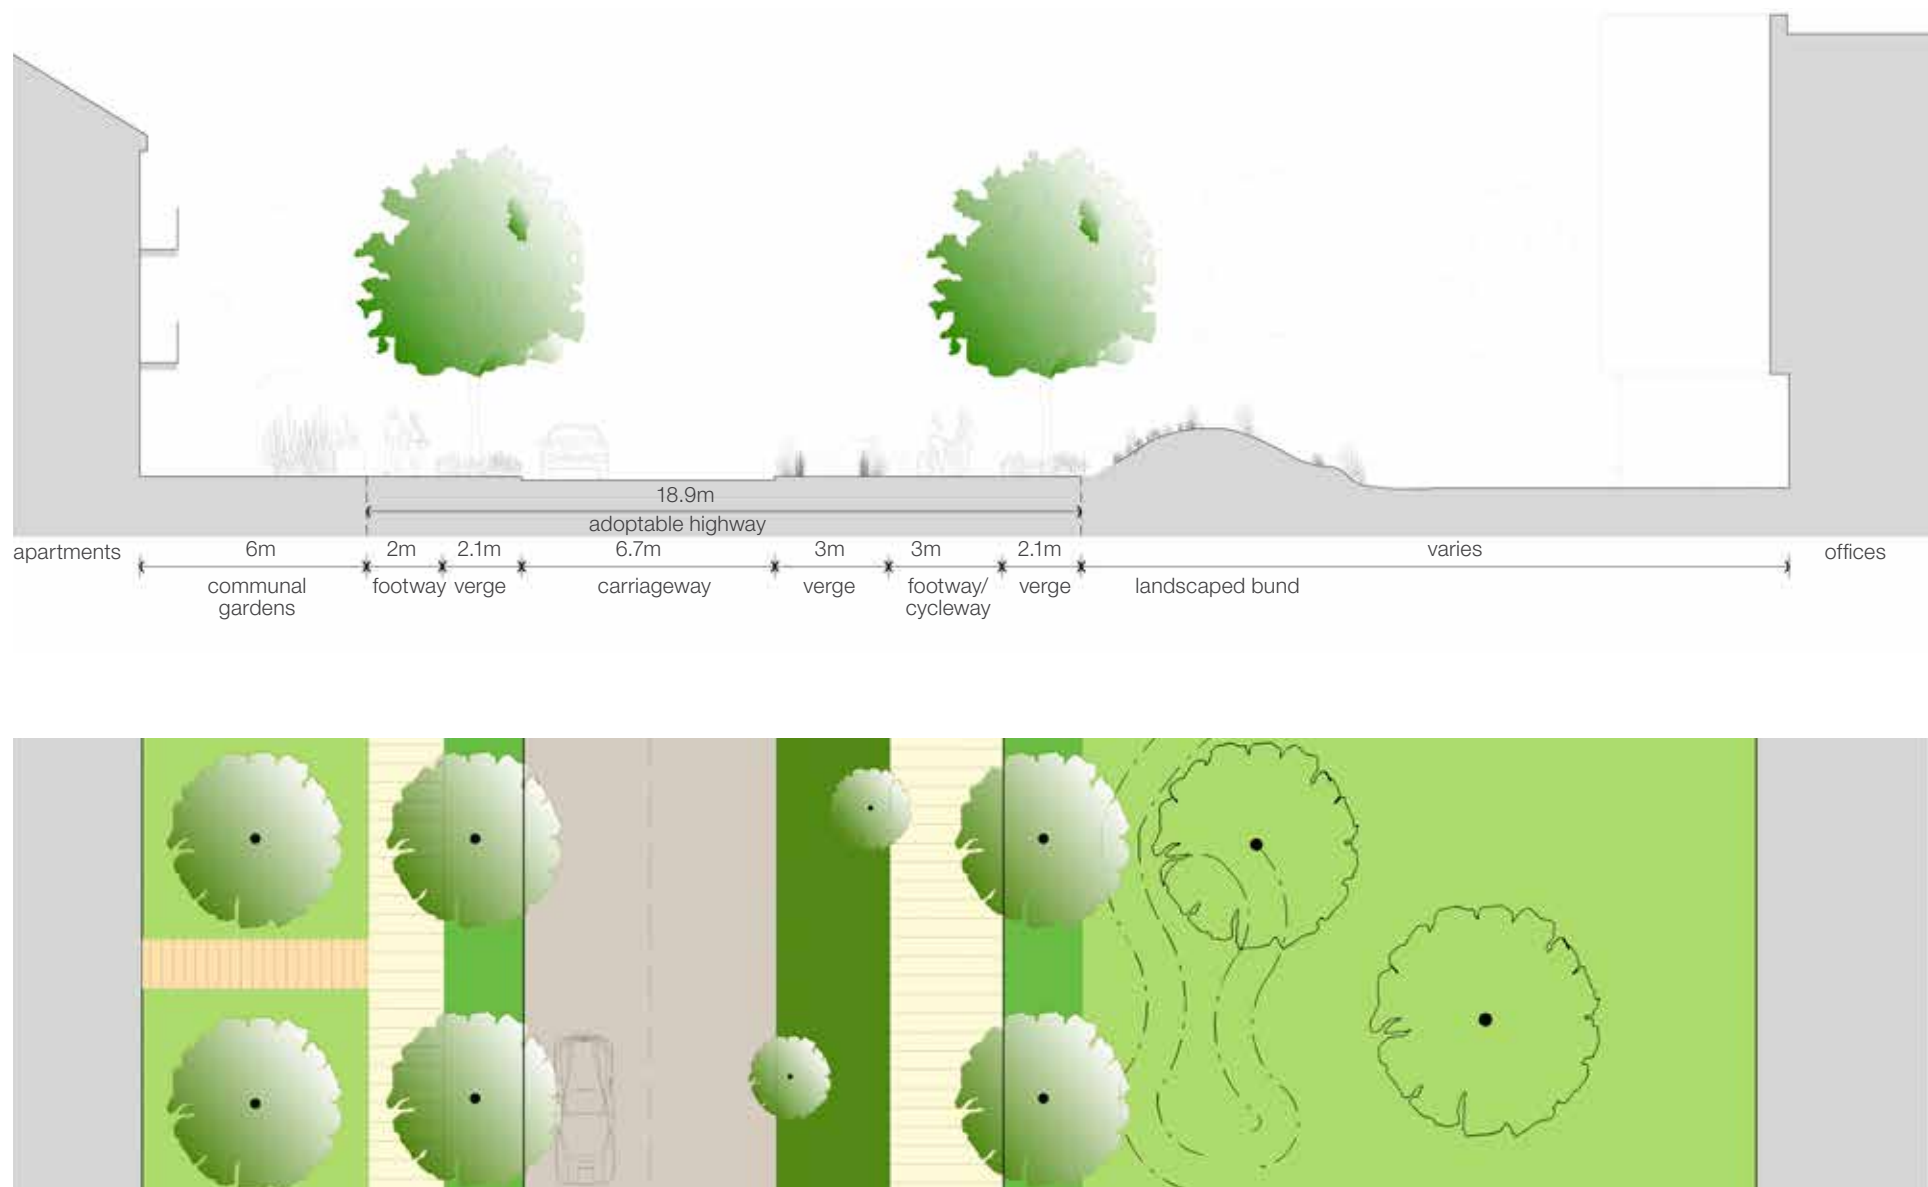 18.9m
adoptable highway
apartments 6m 2m 2.1m 6.7m 3m 3m 2.1m varies offices
communal footway verge carriageway verge footway/ verge landscaped bund
gardens cycleway